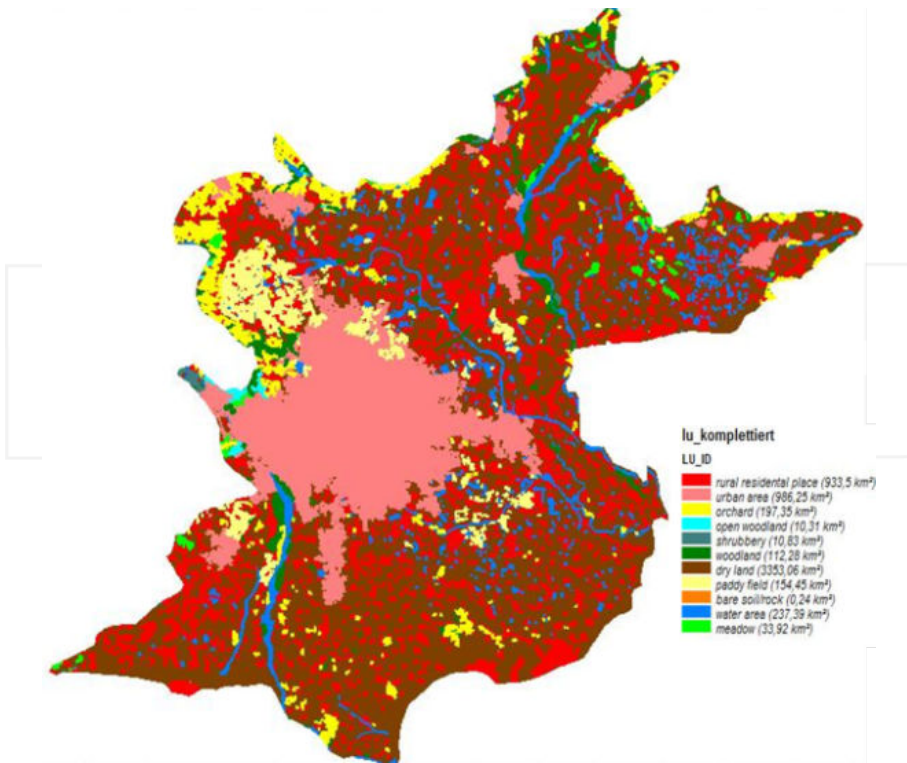 lu_komplettiert
LU_ID
rural residental place (933,5 km²)
urban area (986,25 km²)
orchard (197,35 km²)
open woodland (10,31 km²)
shrubbery (10,83 km²)
woodland (112,28 km²)
dry land (3353,06 km²)
paddy field (154,45 km²)
bare soil/rock (0,24 km²)
water area (237,39 km²)
meadow (33,92 km²)